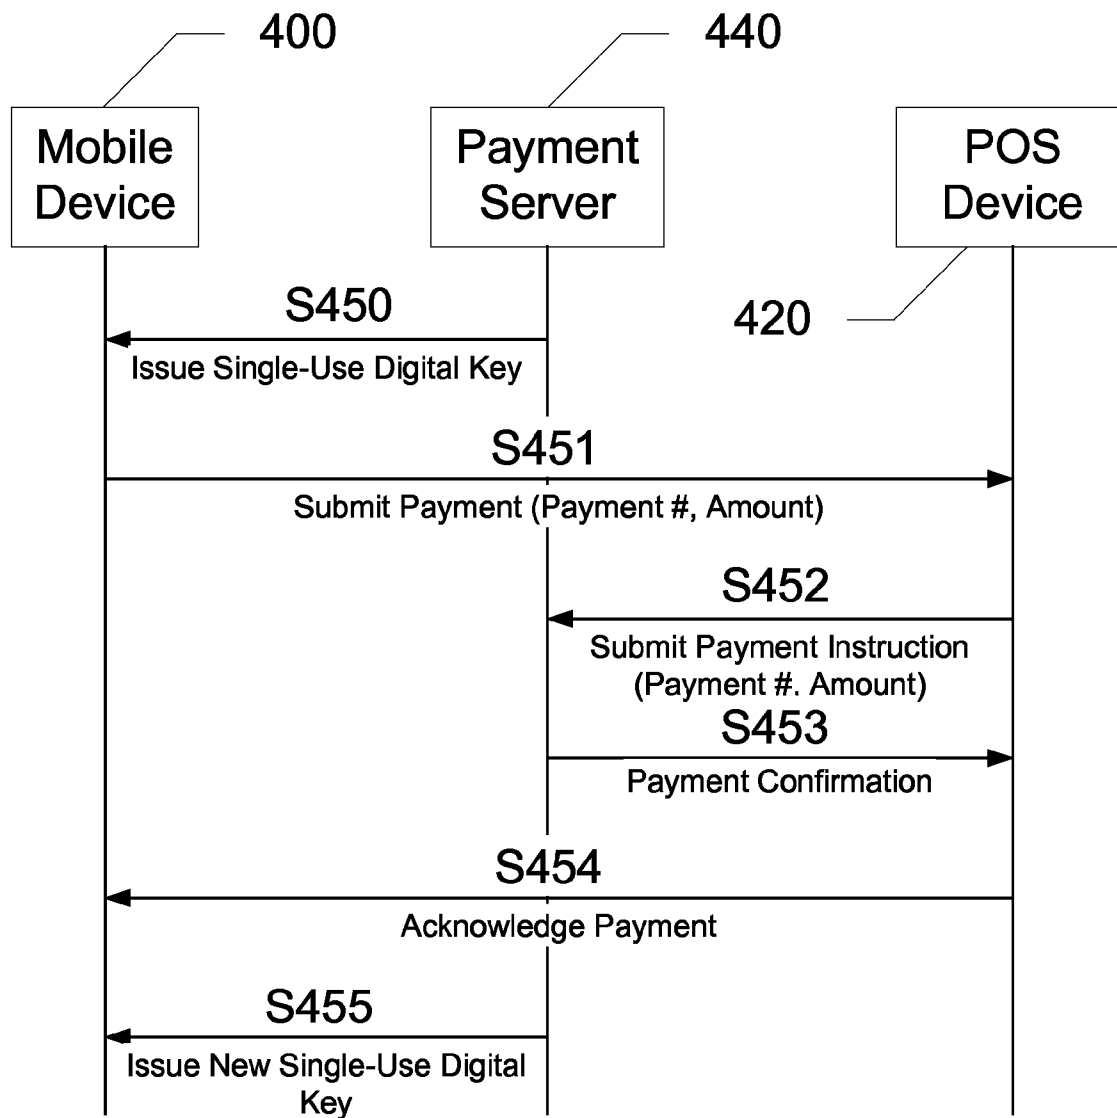 400
440
Mobile
Device
Payment
Server
POS
Device
420
S450
Issue Single-Use Digital Key
S451
Submit Payment (Payment #, Amount)
S452
Submit Payment Instruction
(Payment #. Amount)
S453
Payment Confirmation
S454
Acknowledge Payment
S455
Issue New Single-Use Digital
Key